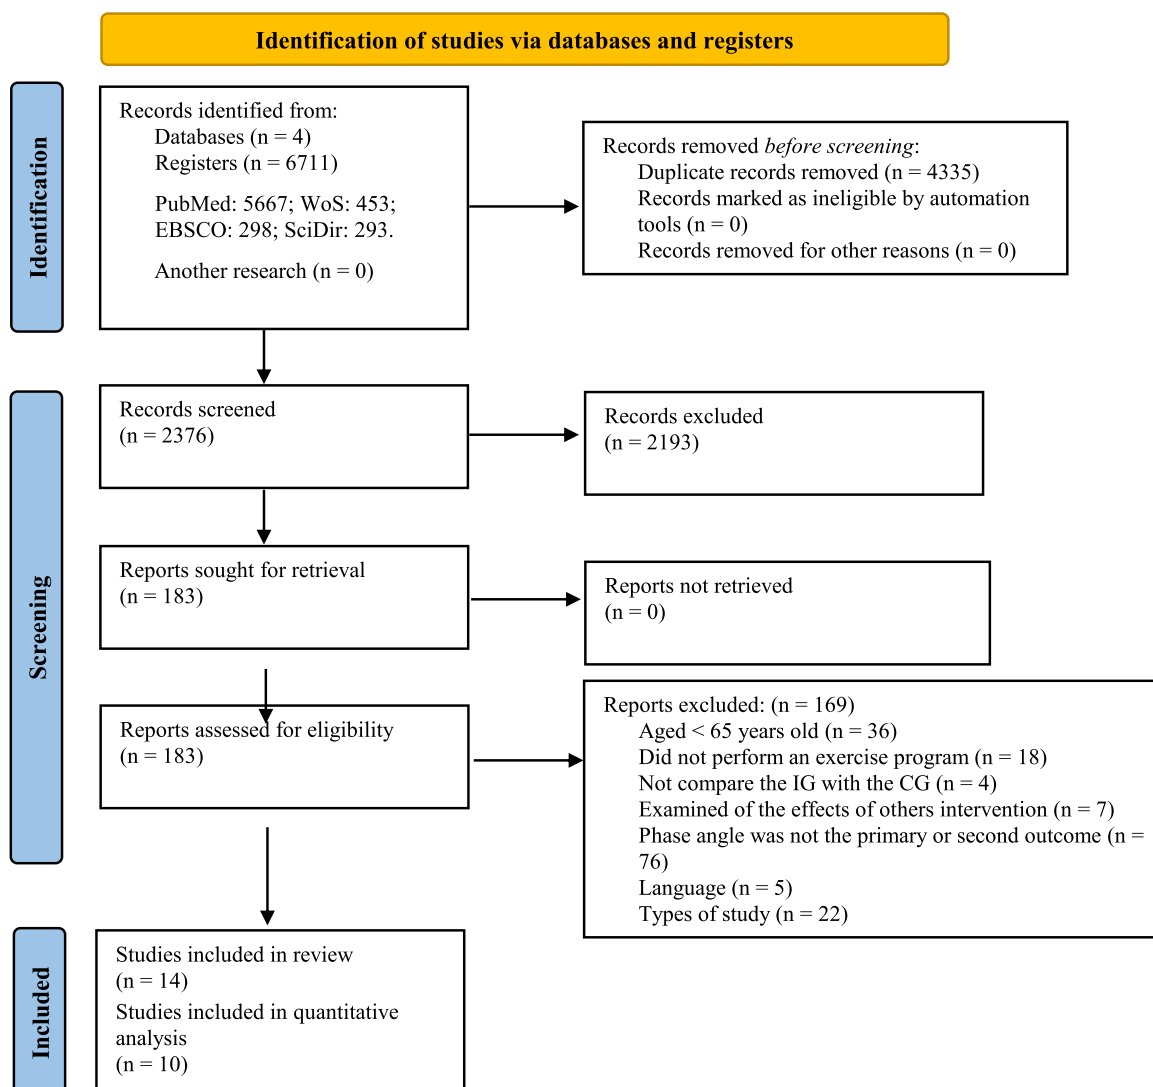 Identification of studies via databases and registers
Identification
Records identified from:
Databases (n = 4)
Registers (n = 6711)
PubMed: 5667; WoS: 453;
EBSCO: 298; SciDir: 293.
Another research (n = 0)
Records removed before screening:
Duplicate records removed (n = 4335)
Records marked as ineligible by automation
tools (n = 0)
Records removed for other reasons (n = 0)
Screening
Records screened
(n = 2376)
Records excluded
(n = 2193)
Reports sought for retrieval
(n = 183)
Reports not retrieved
(n = 0)
Reports assessed for eligibility
(n = 183)
Reports excluded: (n = 169)
Aged < 65 years old (n = 36)
Did not perform an exercise program (n = 18)
Not compare the IG with the CG (n = 4)
Examined of the effects of others intervention (n = 7)
Phase angle was not the primary or second outcome (n =
76)
Language (n = 5)
Types of study (n = 22)
Included
Studies included in review
(n = 14)
Studies included in quantitative
analysis
(n = 10)